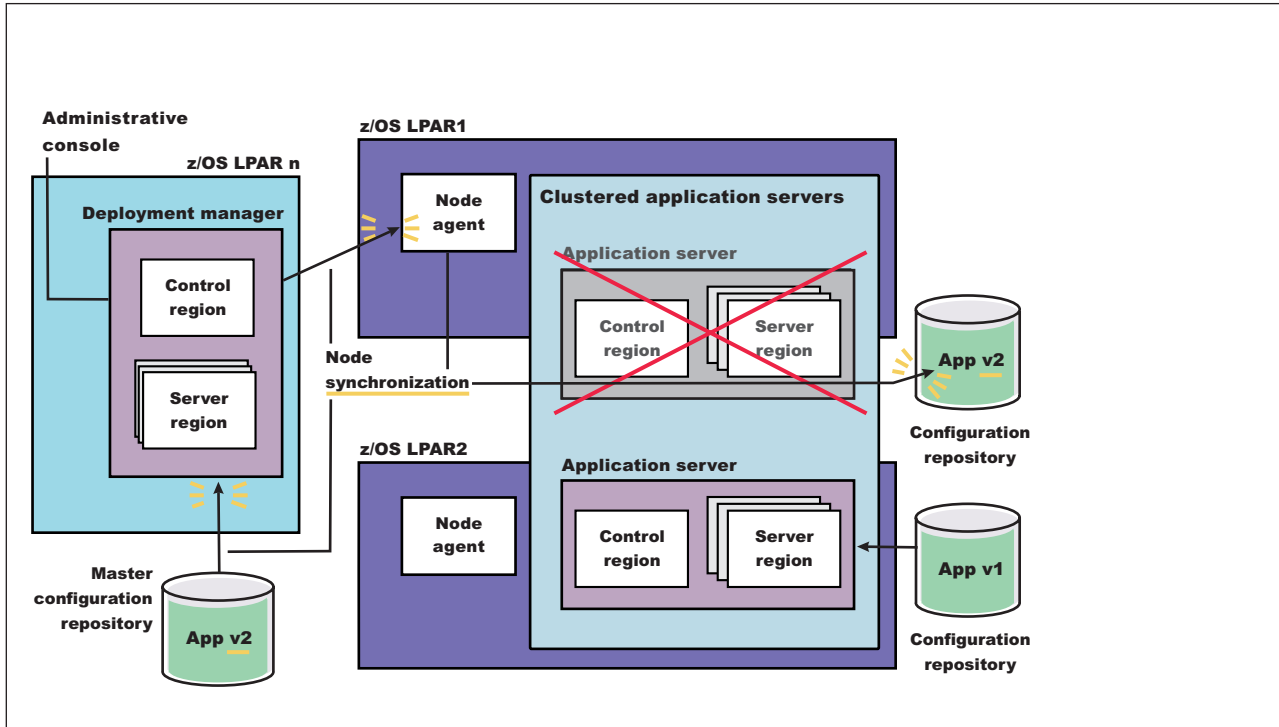 Administrative
console
z/OS LPAR n
Deployment manager
Control
region
Server
region
Master
configuration
repository
App v2
Node
synchronization
z/OS LPAR1
Node
agent
Clustered application servers
Application server
Control
region
Server
region
App v2
Configuration
repository
z/OS LPAR2
Node
agent
Application server
Control
region
Server
region
App v1
Configuration
repository